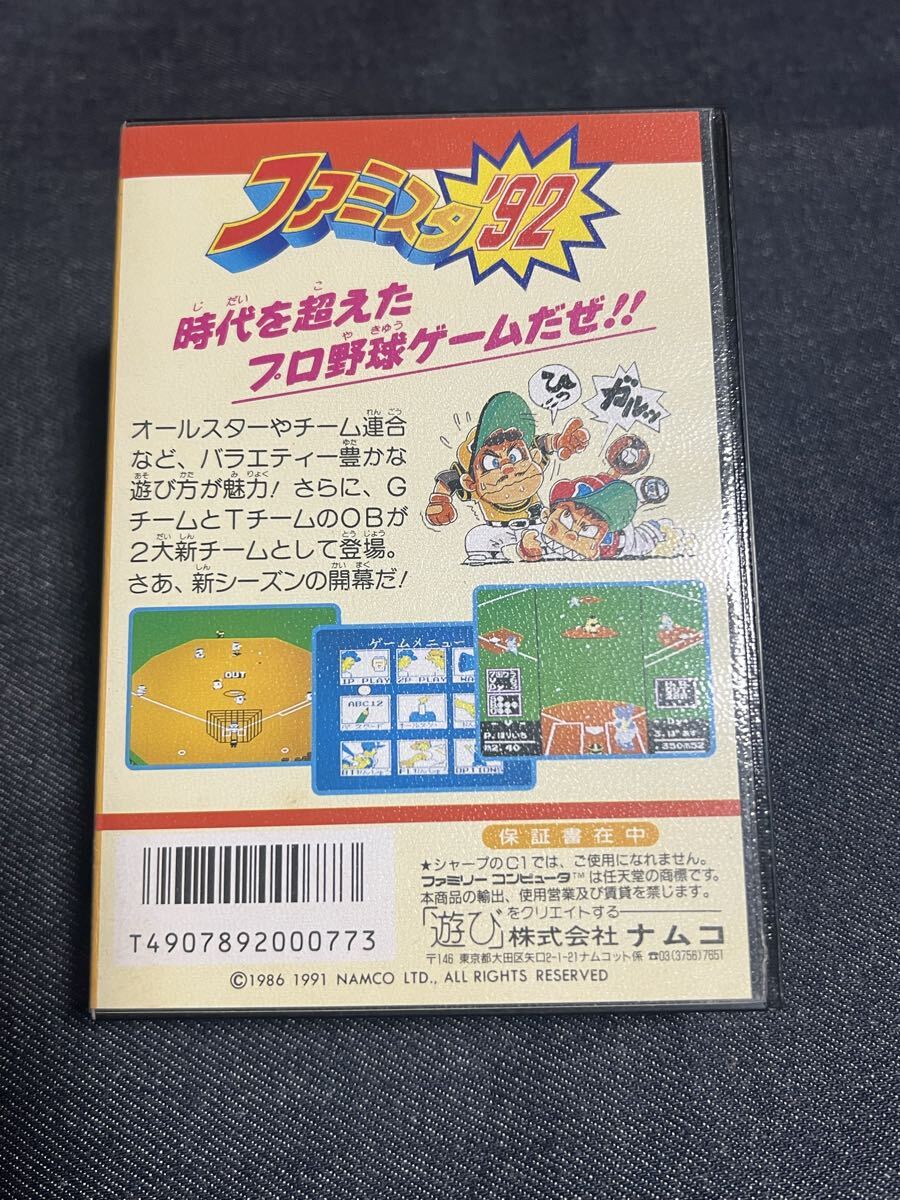 ファミスタ'92
時代を超えた
プロ野球ゲームだぜ!!
オールスターやチーム連合
など、バラエティー豊かな
遊び方が魅力! さらに、G
チームとTチームのOBが
2大新チームとして登場。
さあ、新シーズンの開幕だ!
ひっ
ガルルッ
OUT
ゲームメニュー
1P PLAY 2P PLAY WA
ABC12
OPTION
P.ほりいち
R2.40
保証書在中
★シャープのC1では、ご使用になれません。
ファミリーコンピュータ™は任天堂の商標です。
本商品の輸出、使用営業及び賃貸を禁じます。
「遊び」をクリエイトする
株式会社ナムコ
〒146 東京都大田区矢口2-1-21ナムコット係 ☎03(3756)7651
T4907892000773
©1986 1991 NAMCO LTD., ALL RIGHTS RESERVED